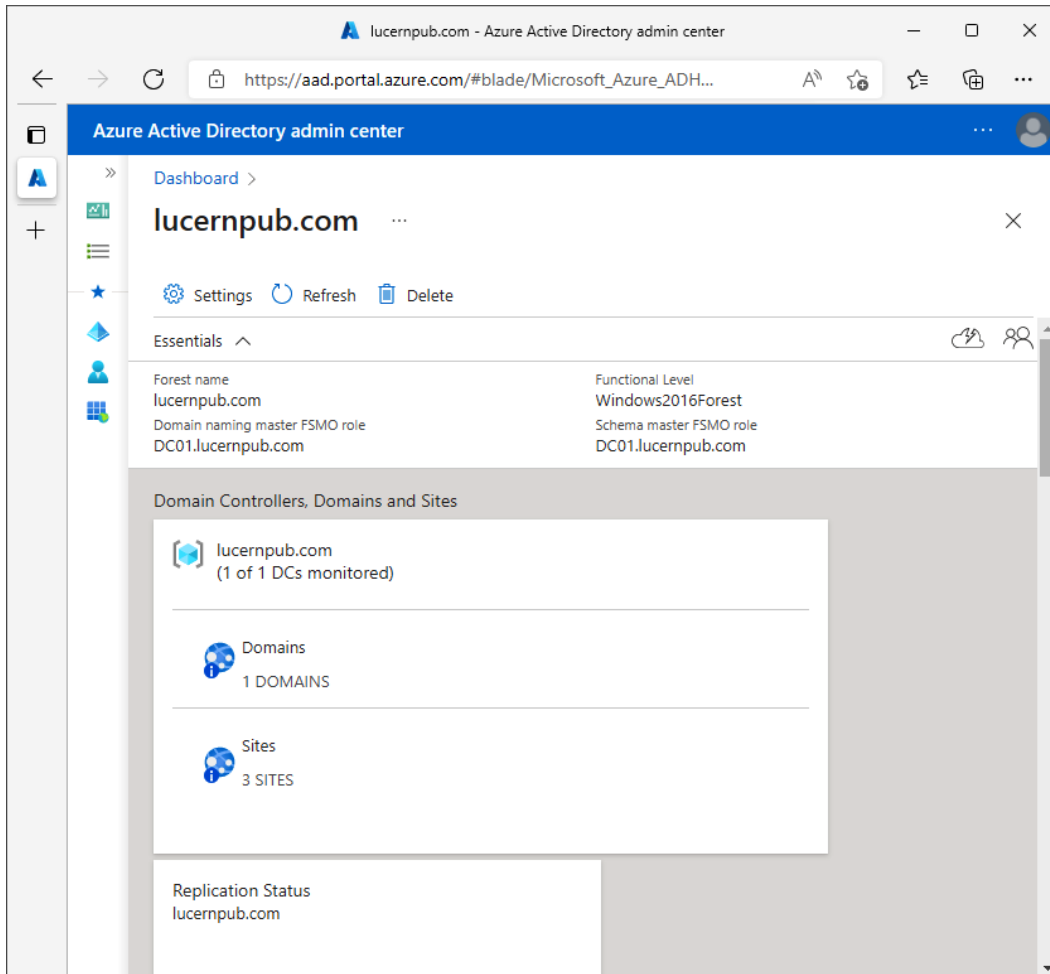 lucernpub.com - Azure Active Directory admin center
https://aad.portal.azure.com/#blade/Microsoft_Azure_ADH...
Azure Active Directory admin center
Dashboard >
lucernpub.com ...
Settings Refresh Delete
Essentials
Forest name
lucernpub.com
Functional Level
Windows2016Forest
Domain naming master FSMO role
DC01.lucernpub.com
Schema master FSMO role
DC01.lucernpub.com
Domain Controllers, Domains and Sites
lucernpub.com
(1 of 1 DCs monitored)
Domains
1 DOMAINS
Sites
3 SITES
Replication Status
lucernpub.com